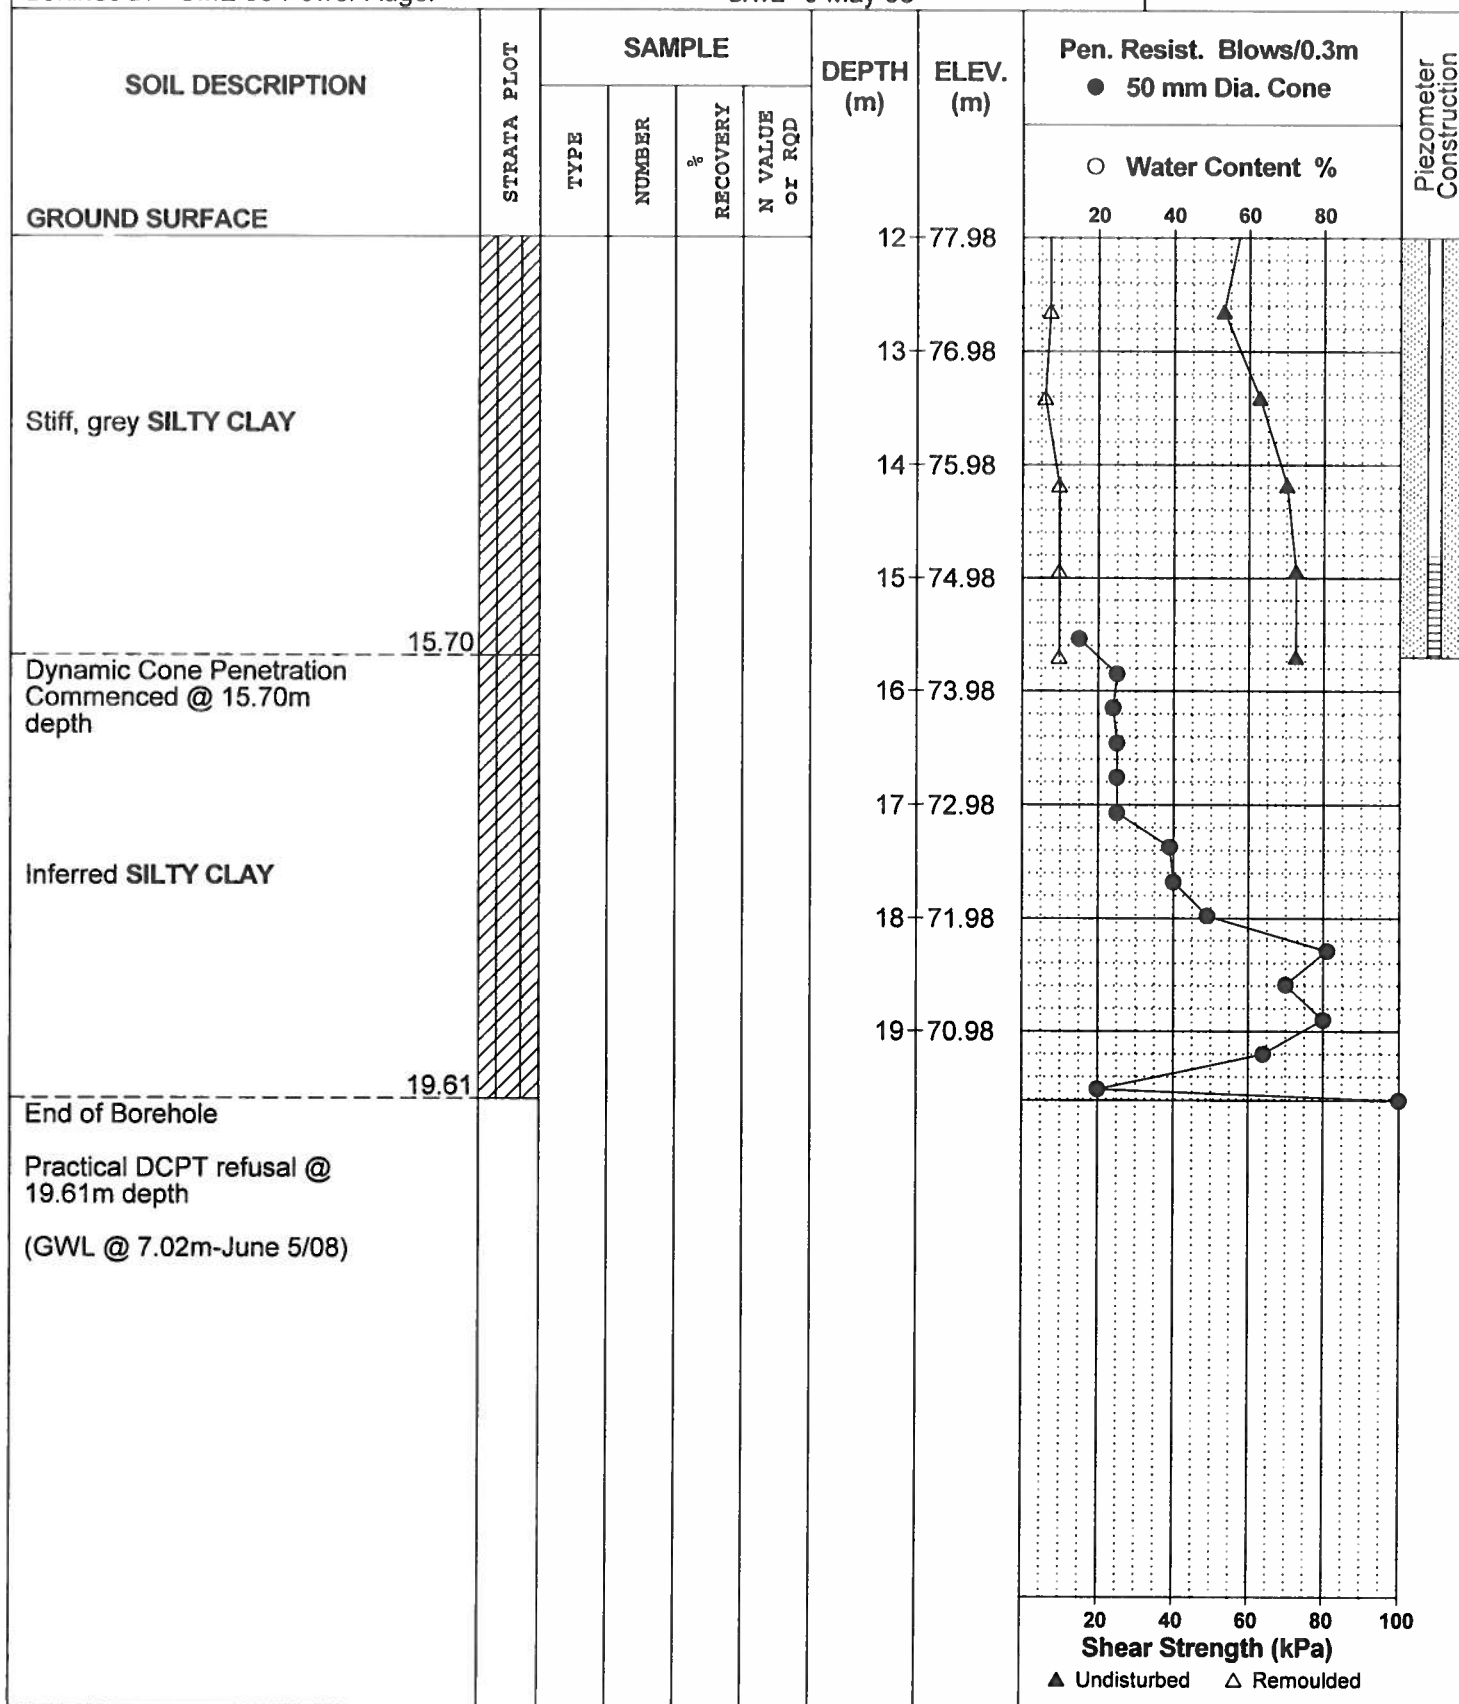 SOIL DESCRIPTION
GROUND SURFACE
STRATA PLOT
SAMPLE
TYPE
NUMBER
%
RECOVERY
N VALUE
or RQD
DEPTH
(m)
ELEV.
(m)
Pen. Resist. Blows/0.3m
● 50 mm Dia. Cone
○ Water Content %
20 40 60 80
Piezometer
Construction
12 77.98
13 76.98
Stiff, grey SILTY CLAY
14 75.98
15 74.98
15.70
Dynamic Cone Penetration
Commenced @ 15.70m
depth
16 73.98
17 72.98
Inferred SILTY CLAY
18 71.98
19 70.98
19.61
End of Borehole
Practical DCPT refusal @
19.61m depth
(GWL @ 7.02m-June 5/08)
20 40 60 80 100
Shear Strength (kPa)
▲ Undisturbed △ Remoulded